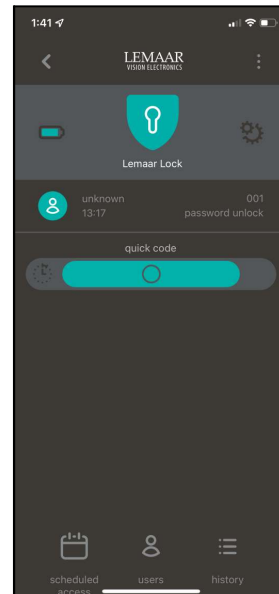 1:41
LEMAAR
VISION ELECTRONICS
Lemaar Lock
unknown 001
13:17 password unlock
quick code
scheduled users history
access